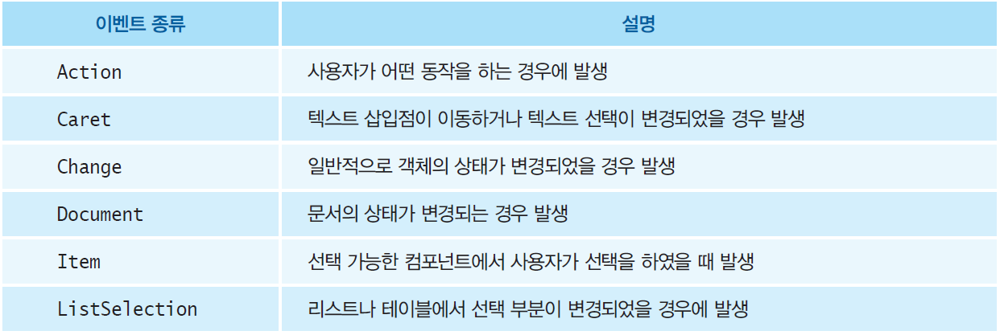 이벤트 종류 설명
Action 사용자가 어떤 동작을 하는 경우에 발생
Caret 텍스트 삽입점이 이동하거나 텍스트 선택이 변경되었을 경우 발생
Change 일반적으로 객체의 상태가 변경되었을 경우 발생
Document 문서의 상태가 변경되는 경우 발생
Item 선택 가능한 컴포넌트에서 사용자가 선택을 하였을 때 발생
ListSelection 리스트나 테이블에서 선택 부분이 변경되었을 경우에 발생